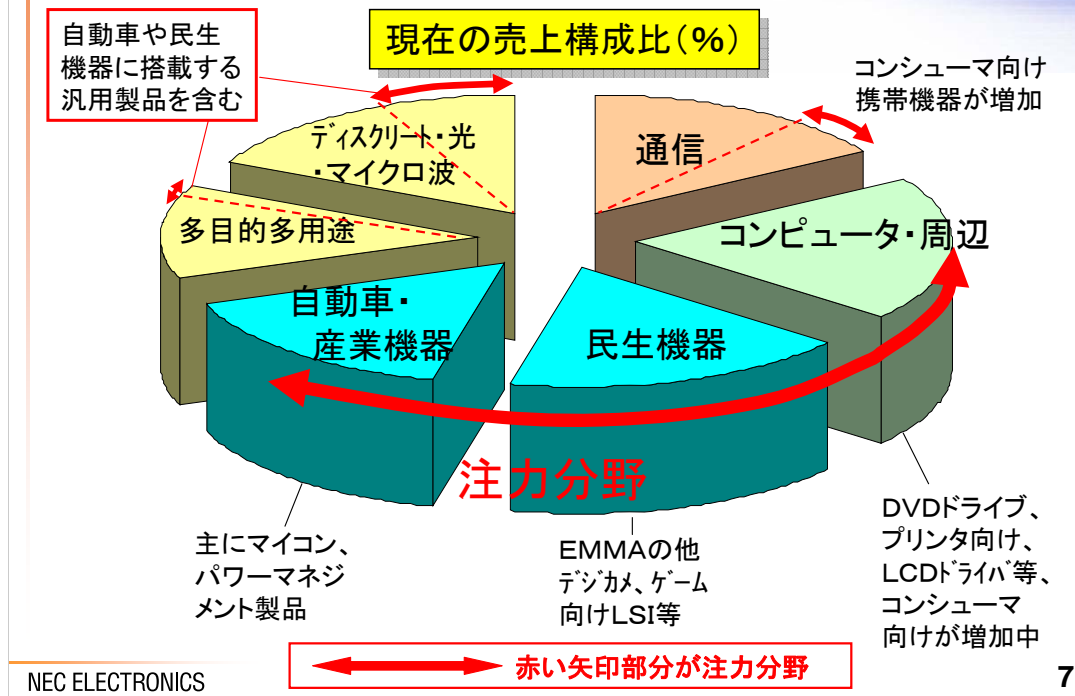 自動車や民生
機器に搭載する
汎用製品を含む
現在の売上構成比(%)
コンシューマ向け
携帯機器が増加
ディスクリート・光
・マイクロ波
通信
多目的多用途
コンピュータ・周辺
自動車・
産業機器
民生機器
注力分野
主にマイコン、
パワーマネジ
メント製品
EMMAの他
デジカメ、ゲーム
向けLSI等
DVDドライブ、
プリンタ向け、
LCDドライバ等、
コンシューマ
向けが増加中
赤い矢印部分が注力分野
NEC ELECTRONICS
7